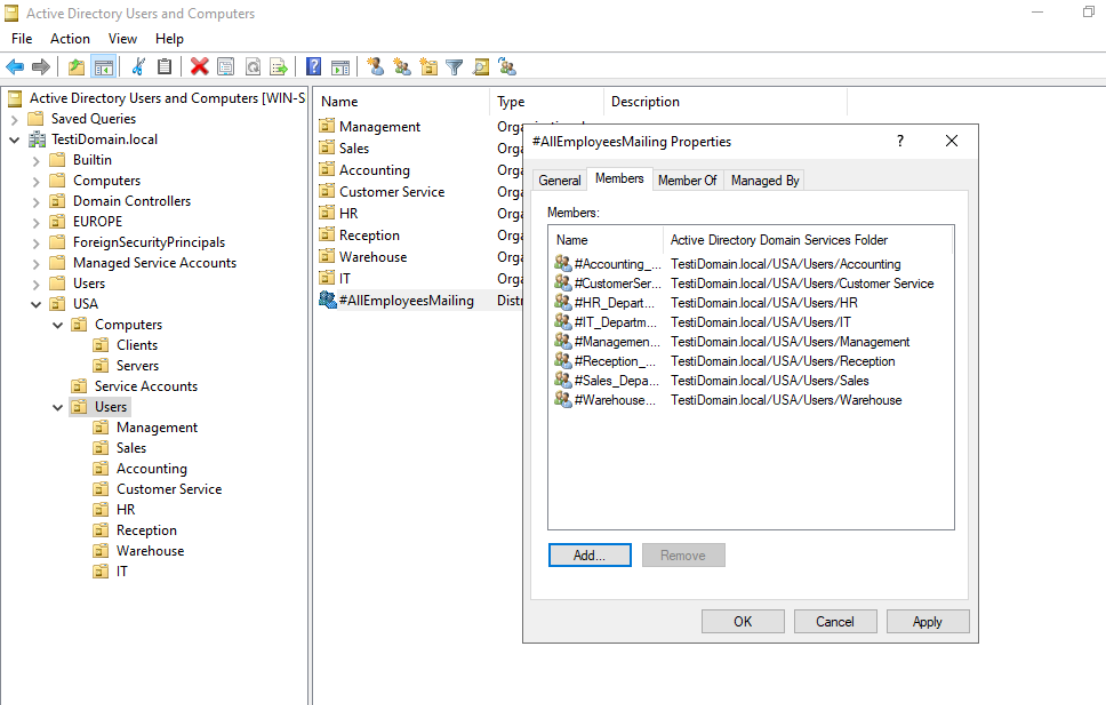 Active Directory Users and Computers
File Action View Help
Active Directory Users and Computers [WIN-S
Saved Queries
TestiDomain.local
Builtin
Computers
Domain Controllers
EUROPE
ForeignSecurityPrincipals
Managed Service Accounts
Users
USA
Computers
Clients
Servers
Service Accounts
Users
Management
Sales
Accounting
Customer Service
HR
Reception
Warehouse
IT
Name Type Description
Management Orga
Sales Orga
Accounting Orga
Customer Service Orga
HR Orga
Reception Orga
Warehouse Orga
IT Orga
#AllEmployeesMailing Distr
#AllEmployeesMailing Properties ?
General Members Member Of Managed By
Members:
Name Active Directory Domain Services Folder
#Accounting_... TestiDomain.local/USA/Users/Accounting
#CustomerSer... TestiDomain.local/USA/Users/Customer Service
#HR_Depart... TestiDomain.local/USA/Users/HR
#IT_Departm... TestiDomain.local/USA/Users/IT
#Managemen... TestiDomain.local/USA/Users/Management
#Reception_... TestiDomain.local/USA/Users/Reception
#Sales_Depa... TestiDomain.local/USA/Users/Sales
#Warehouse... TestiDomain.local/USA/Users/Warehouse
Add... Remove
OK Cancel Apply